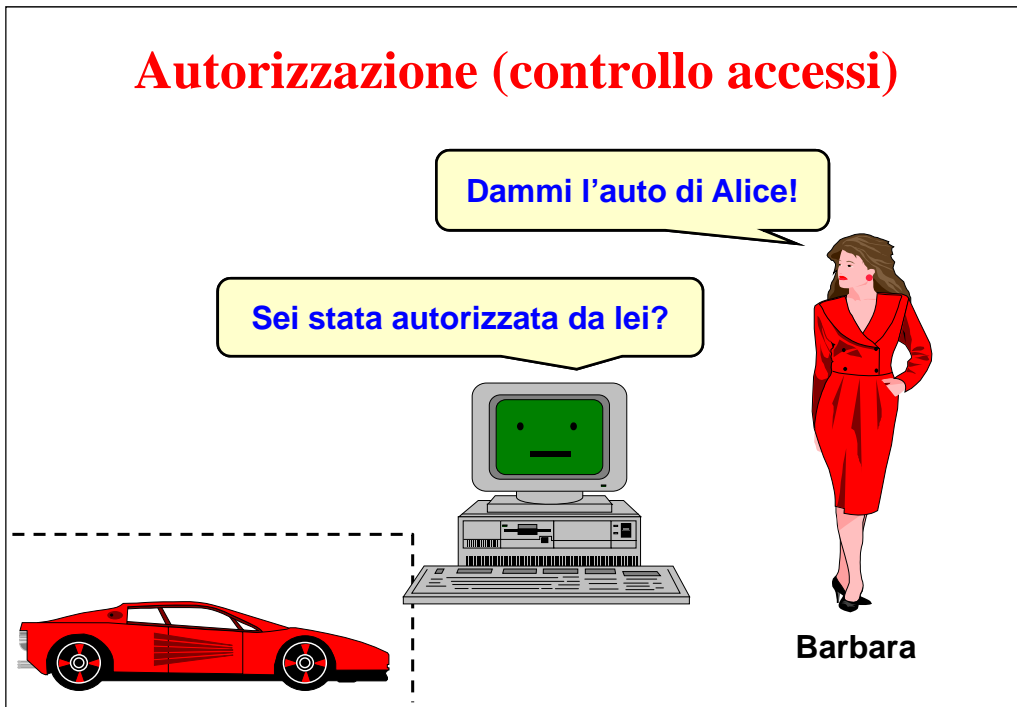 Autorizzazione (controllo accessi)
Dammi l’auto di Alice!
Sei stata autorizzata da lei?
Barbara